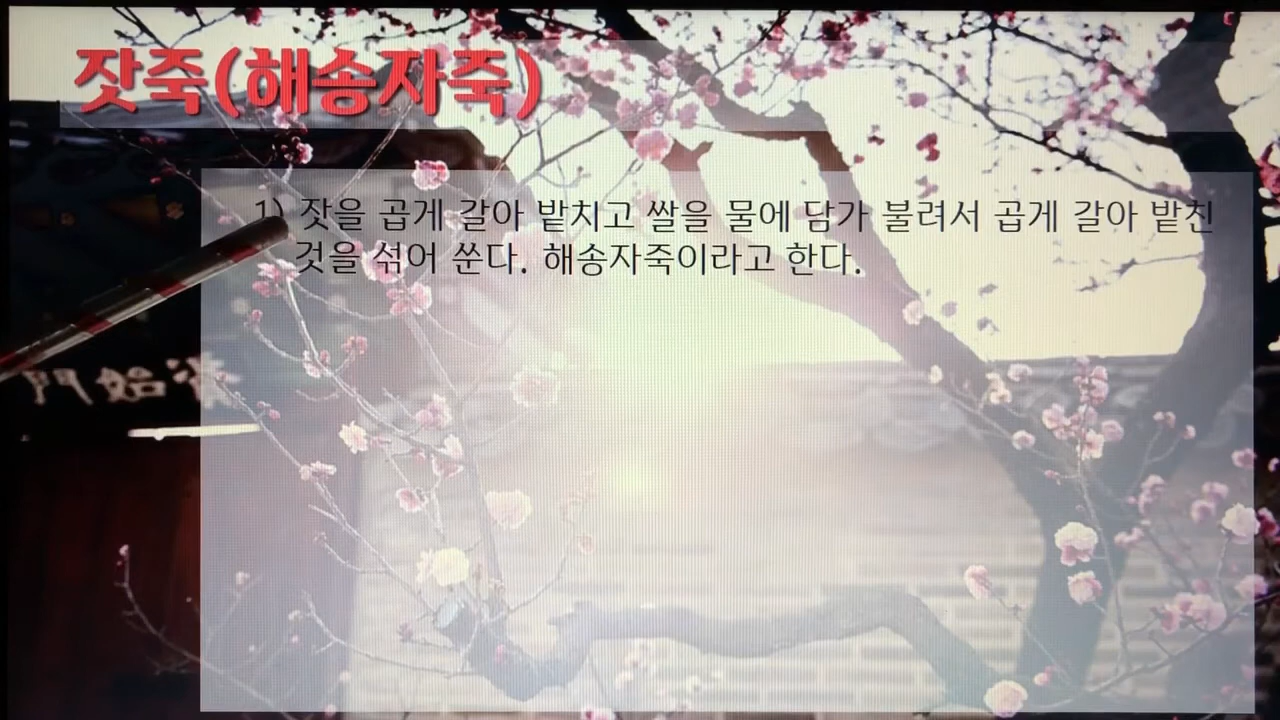 잣죽(해송자죽)
1) 잣을 곱게 갈아 밭치고 쌀을 물에 담가 불려서 곱게 갈아 밭친
것을 섞어 쑨다. 해송자죽이라고 한다.
門始